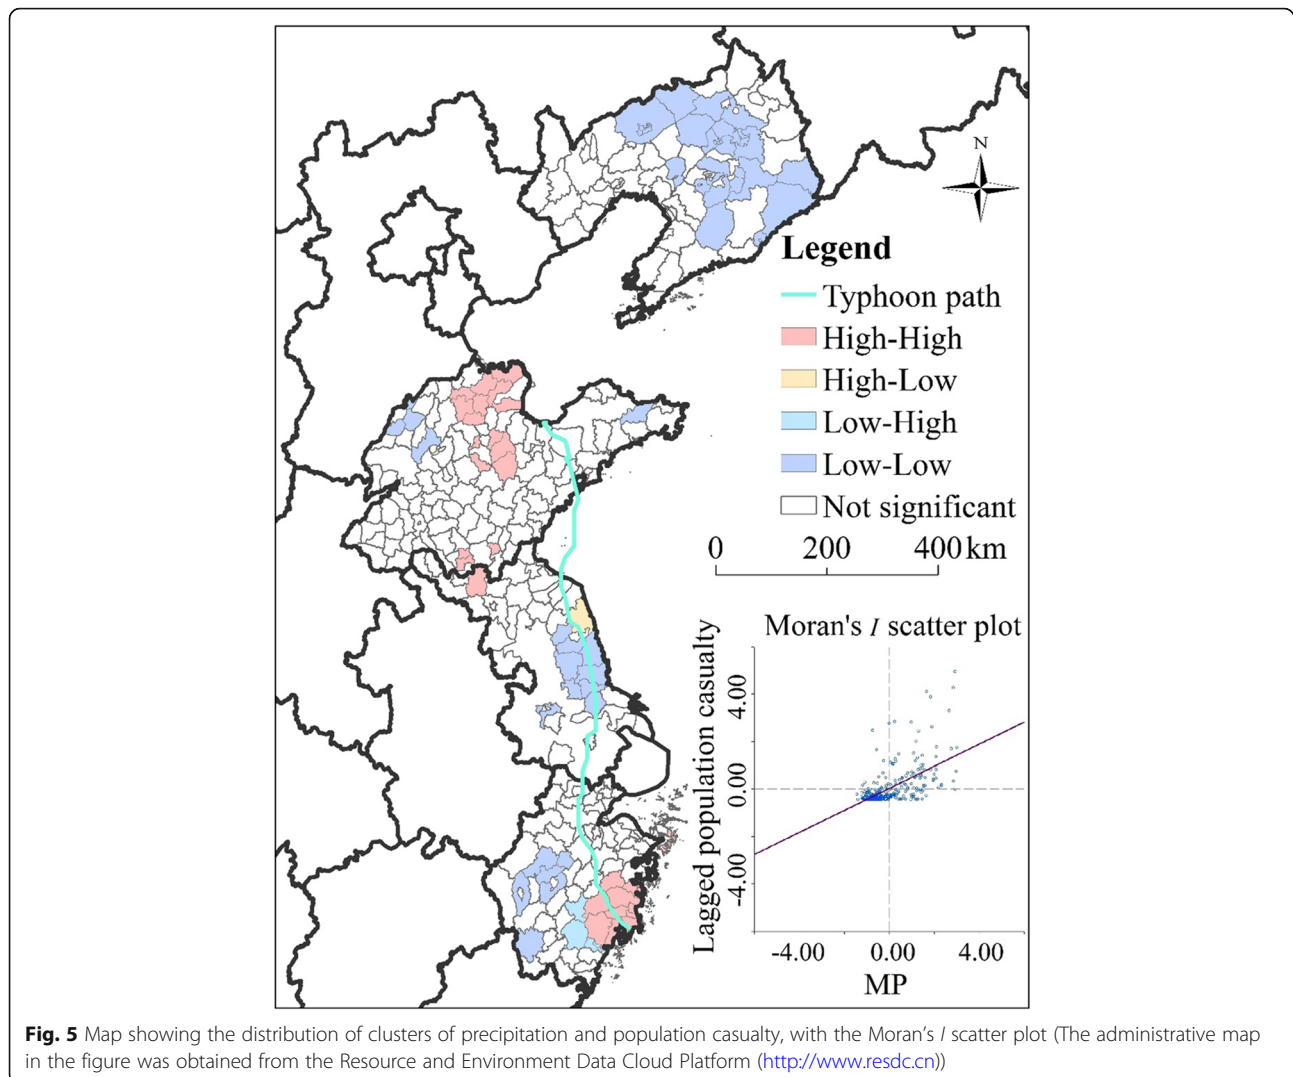 N
Legend
Typhoon path
High-High
High-Low
Low-High
Low-Low
Not significant
0 200 400 km
Moran's I scatter plot
Lagged population casualty
4.00
0.00
-4.00
-4.00 0.00 4.00
MP
Fig. 5 Map showing the distribution of clusters of precipitation and population casualty, with the Moran’s I scatter plot (The administrative map
in the figure was obtained from the Resource and Environment Data Cloud Platform (http://www.resdc.cn))